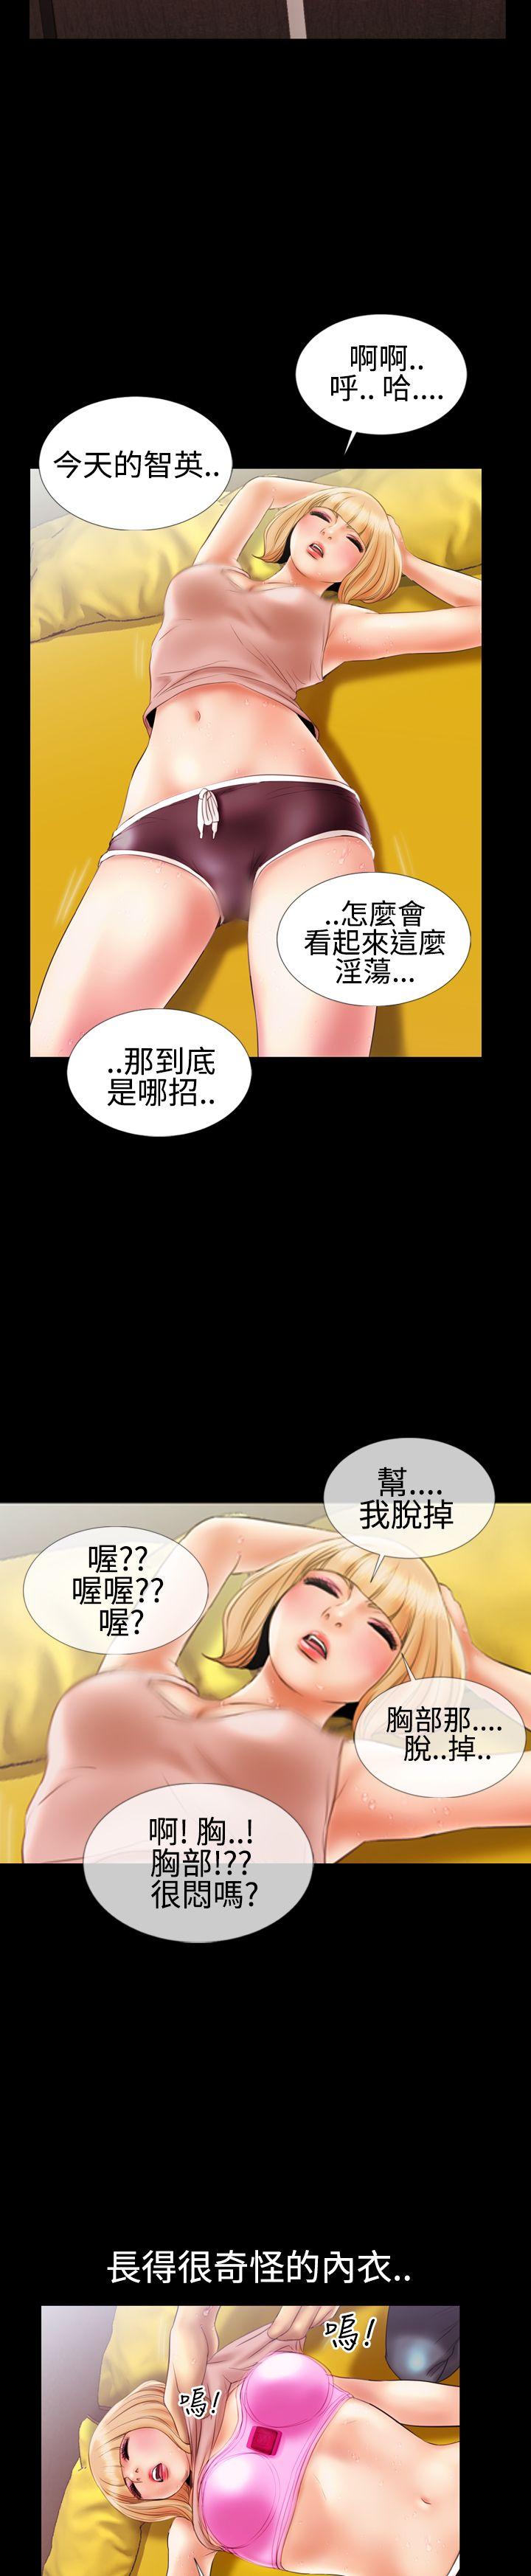 啊啊..
呼.. 哈....
今天的智英..
..怎麼會
看起來這麼
淫蕩...
..那到底
是哪招..
幫....
我脫掉
喔??
喔喔??
喔?
胸部那....
脫..掉..
啊! 胸..!
胸部!??
很悶嗎?
長得很奇怪的內衣..
嗚!
嗚!